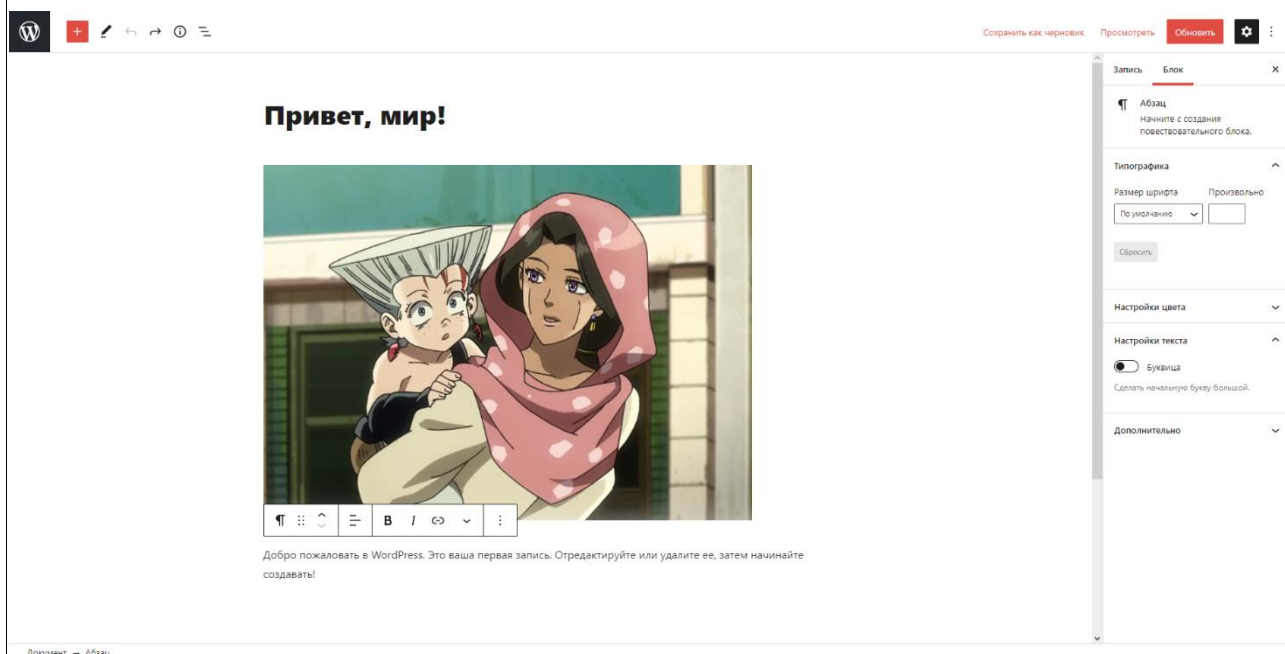 Сохранить как черновик Просмотреть Обновить
Запись Блок
Привет, мир!
Абзац
Начните с создания
повествовательного блока.
Типографика
Размер шрифта Произвольно
По умолчанию
Сбросить
Настройки цвета
Настройки текста
Буквица
Сделать начальную букву большой.
Дополнительно
B I
Добро пожаловать в WordPress. Это ваша первая запись. Отредактируйте или удалите ее, затем начинайте
создавать!
Документ → Абзац